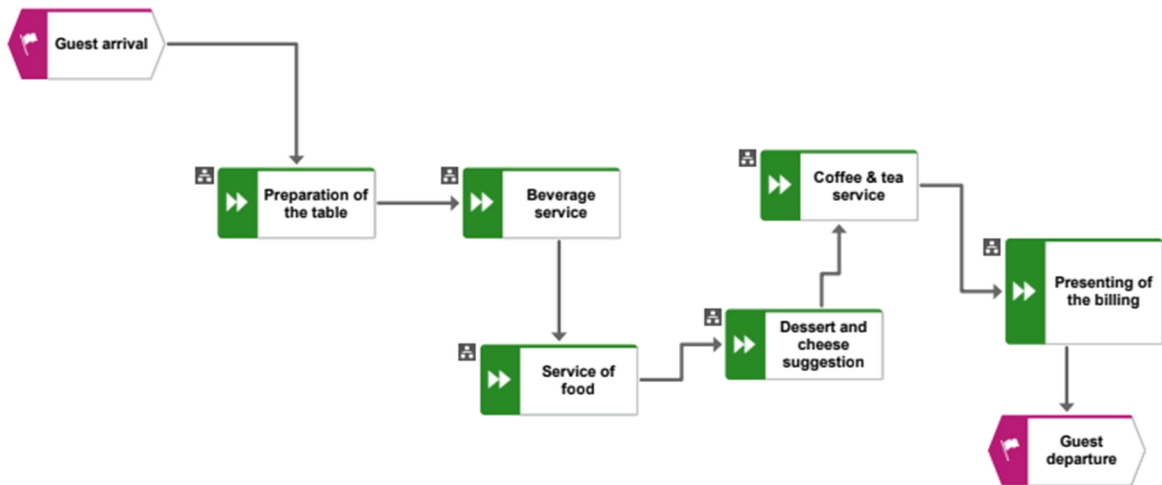 Guest arrival
Preparation of
the table
Beverage
service
Service of
food
Dessert and
cheese
suggestion
Coffee & tea
service
Presenting of
the billing
Guest
departure